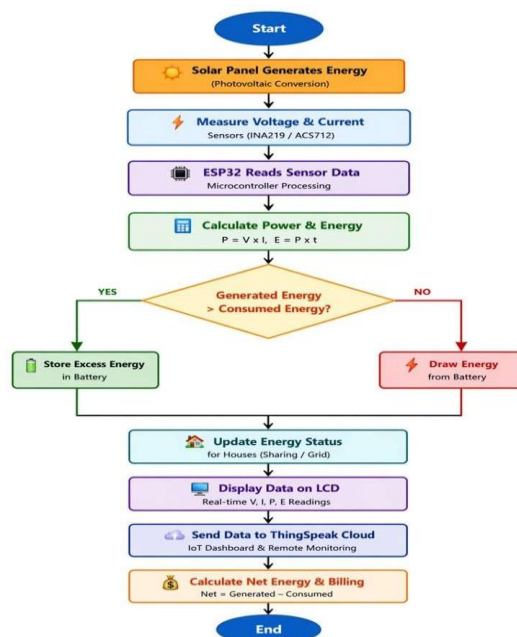 Start
Solar Panel Generates Energy
(Photovoltaic Conversion)
Measure Voltage & Current
Sensors (INA219 / ACS712)
ESP32 Reads Sensor Data
Microcontroller Processing
Calculate Power & Energy
P = V x I, E = P x t
YES
NO
Generated Energy
> Consumed Energy?
Store Excess Energy
in Battery
Draw Energy
from Battery
Update Energy Status
for Houses (Sharing / Grid)
Display Data on LCD
Real-time V, I, P, E Readings
Send Data to ThingSpeak Cloud
IoT Dashboard & Remote Monitoring
Calculate Net Energy & Billing
Net = Generated – Consumed
End